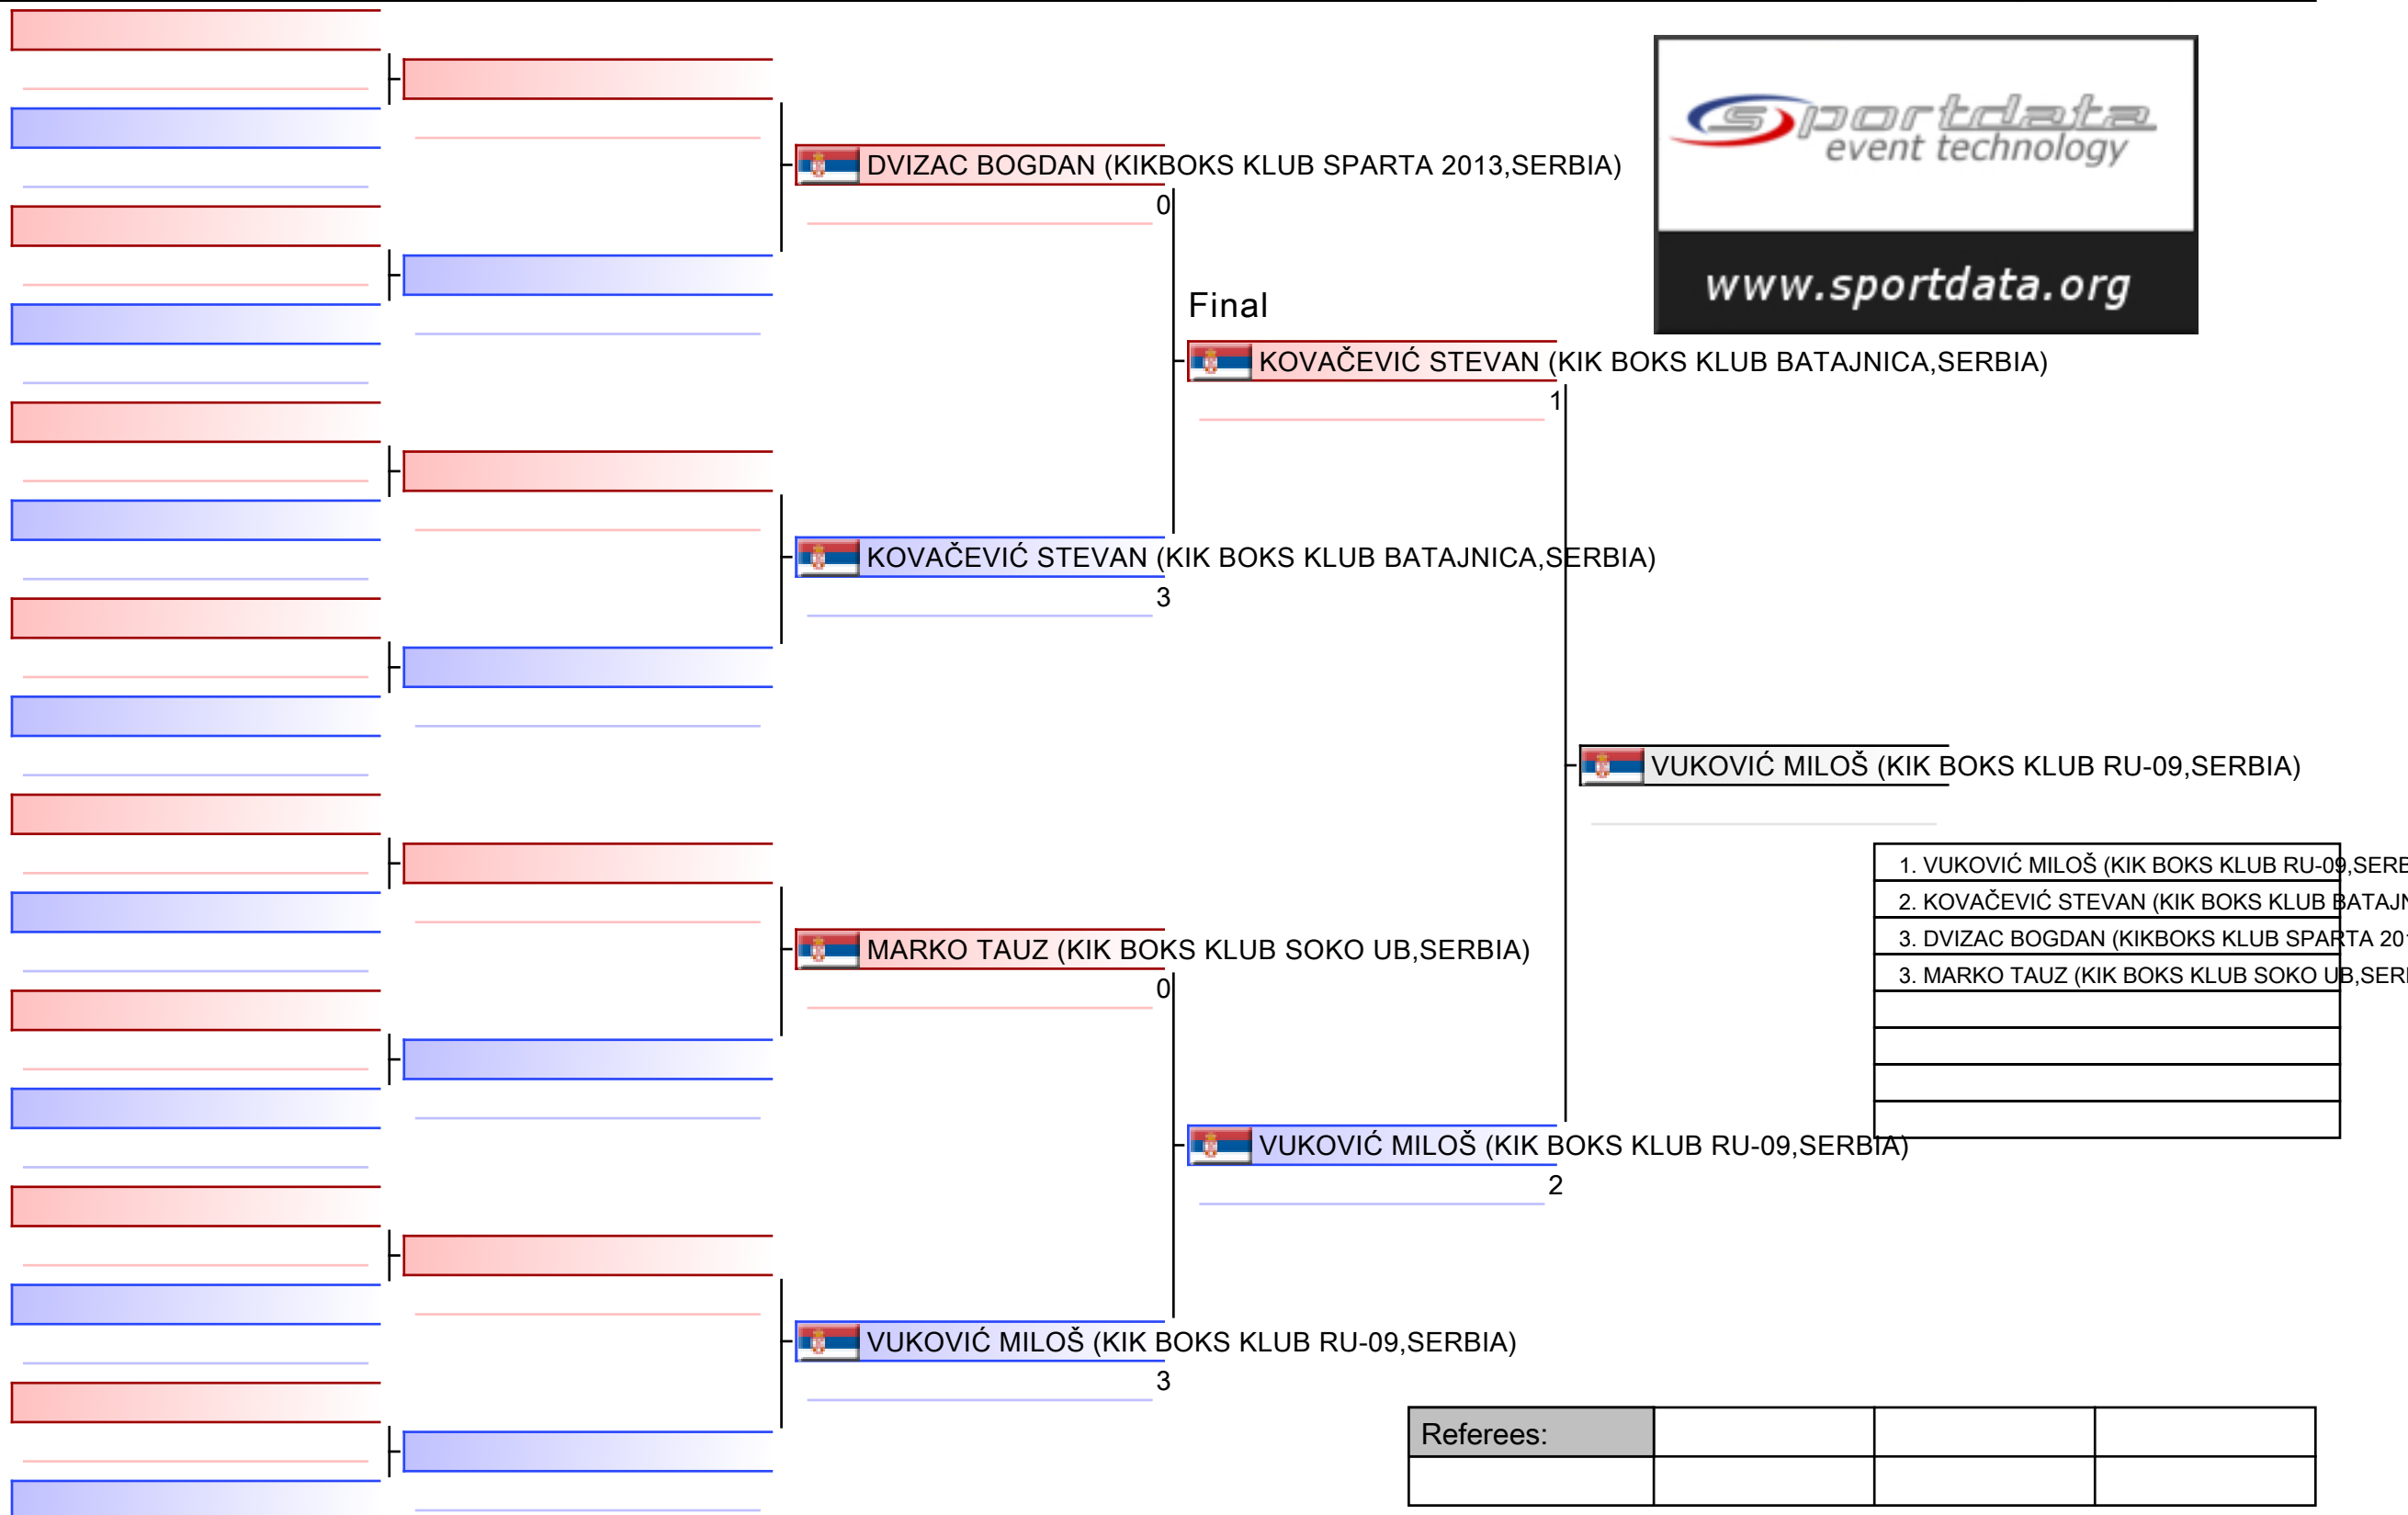 sportdata
event technology
www.sportdata.org
DVIZAC BOGDAN (KIKBOKS KLUB SPARTA 2013,SERBIA)
0
Final
KOVAČEVIĆ STEVAN (KIK BOKS KLUB BATAJNICA,SERBIA)
1
KOVAČEVIĆ STEVAN (KIK BOKS KLUB BATAJNICA,SERBIA)
3
VUKOVIĆ MILOŠ (KIK BOKS KLUB RU-09,SERBIA)
1. VUKOVIĆ MILOŠ (KIK BOKS KLUB RU-09,SERB
2. KOVAČEVIĆ STEVAN (KIK BOKS KLUB BATAJN
3. DVIZAC BOGDAN (KIKBOKS KLUB SPARTA 201
3. MARKO TAUZ (KIK BOKS KLUB SOKO UB,SERB
MARKO TAUZ (KIK BOKS KLUB SOKO UB,SERBIA)
0
VUKOVIĆ MILOŠ (KIK BOKS KLUB RU-09,SERBIA)
2
VUKOVIĆ MILOŠ (KIK BOKS KLUB RU-09,SERBIA)
3
Referees: